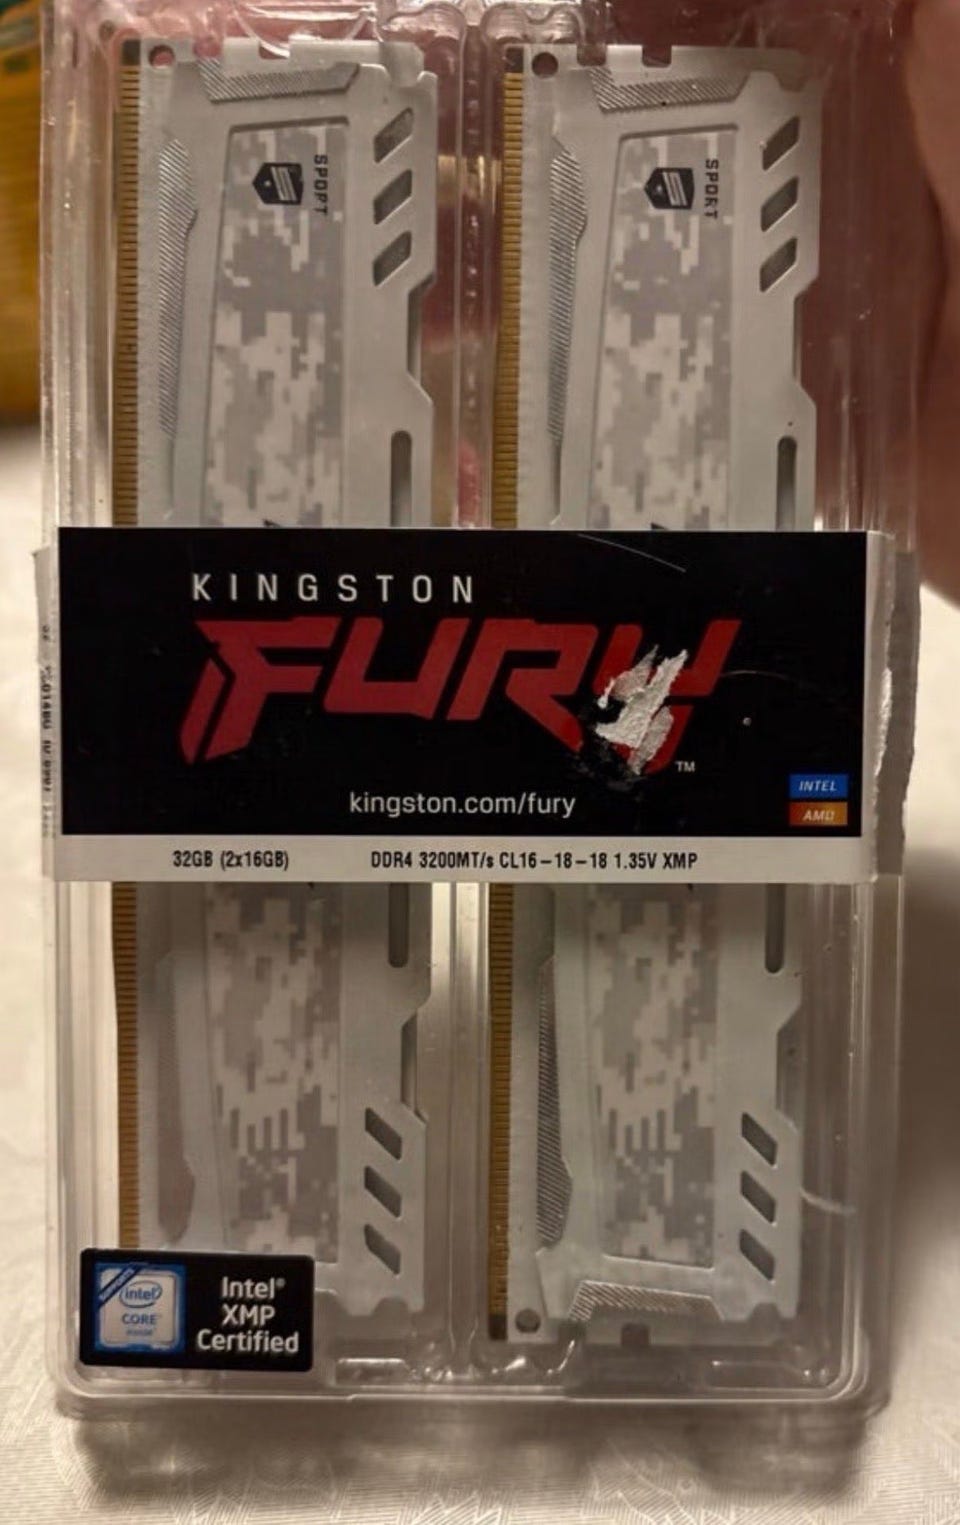 SPORT
SPORT
KINGSTON
FURY
TM
kingston.com/fury
INTEL
AMD
32GB (2x16GB) DDR4 3200MT/s CL16-18-18 1.35V XMP
intel
CORE
Intel®
XMP
Certified